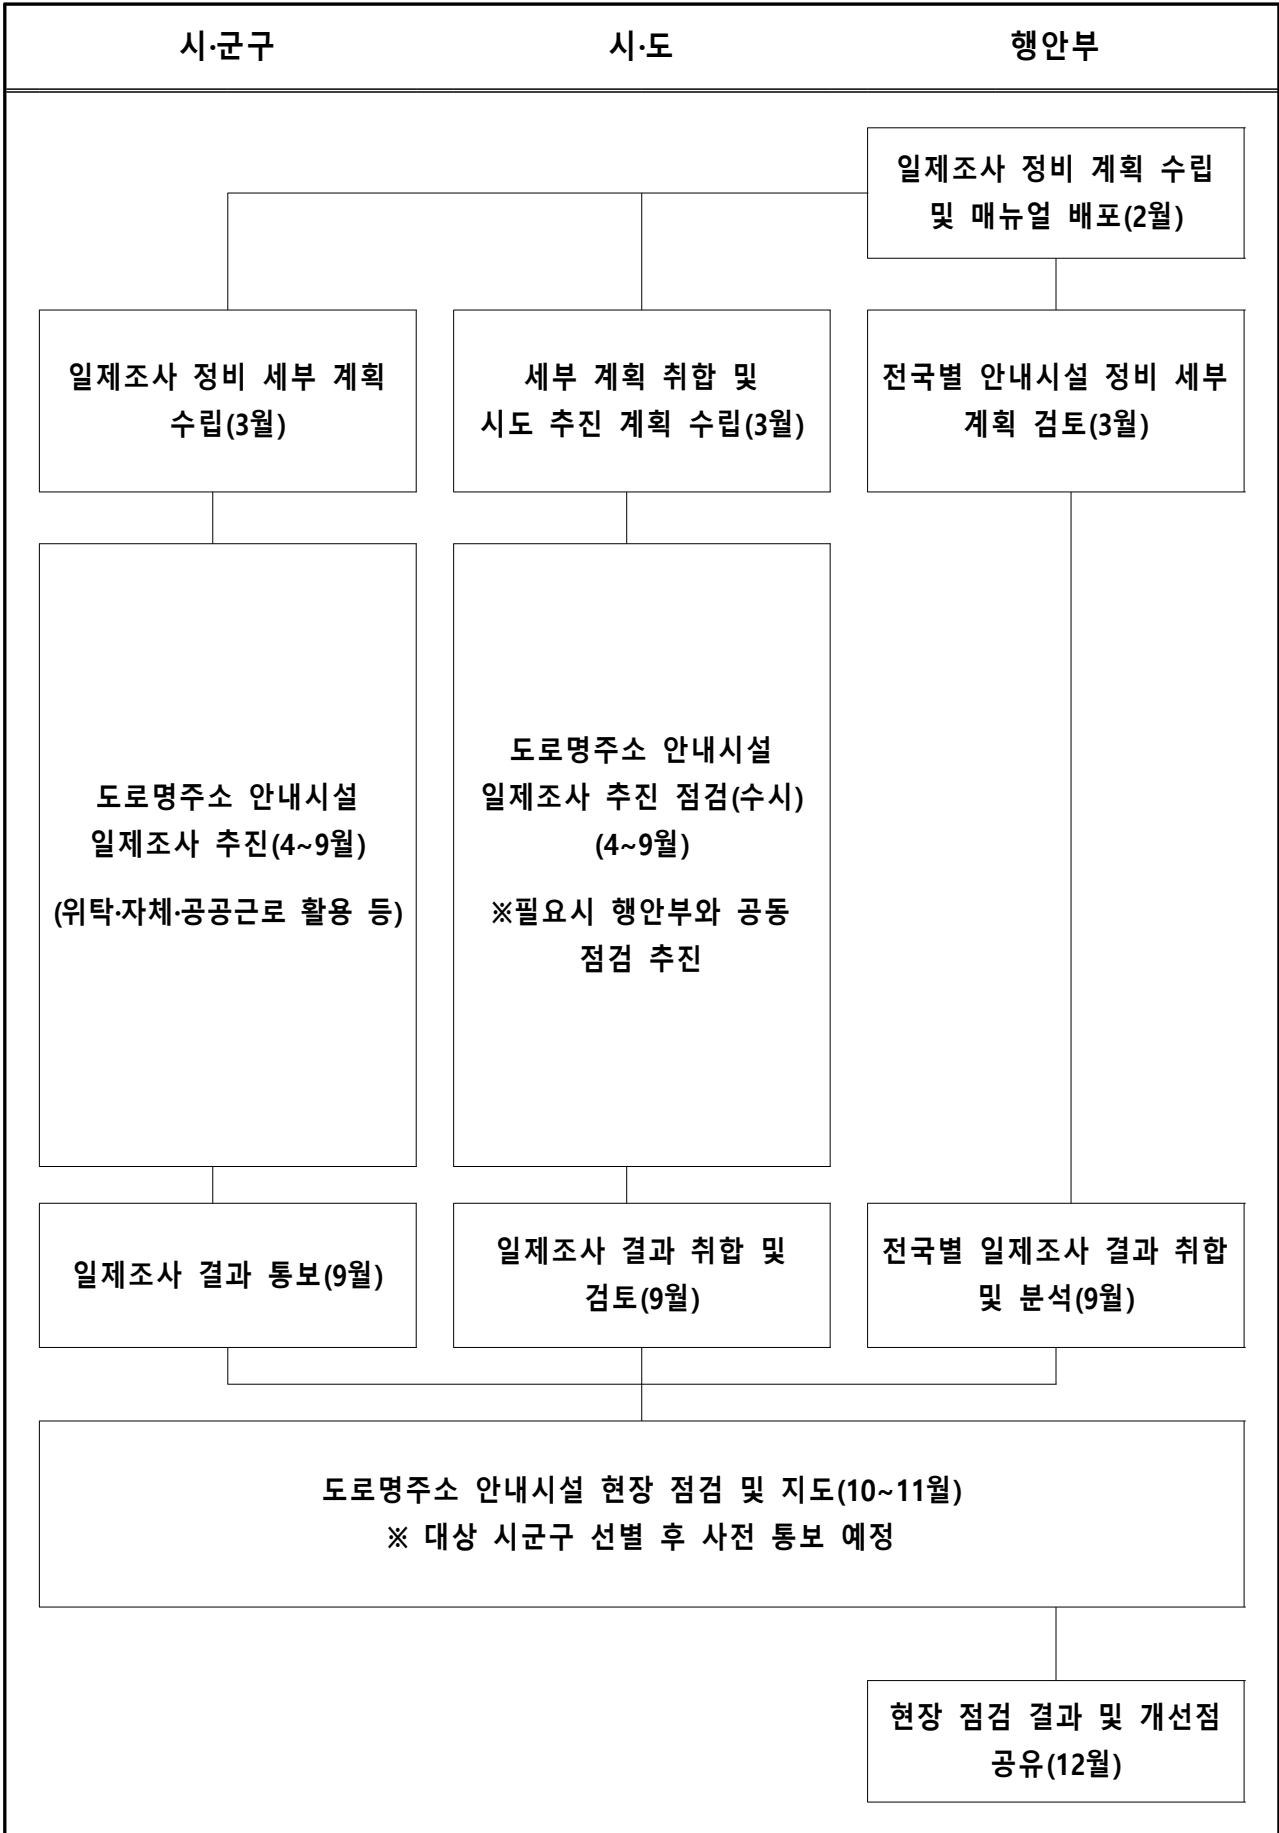 시·군구 시·도 행안부
일제조사 정비 계획 수립
및 매뉴얼 배포(2월)
일제조사 정비 세부 계획
수립(3월)
세부 계획 취합 및
시도 추진 계획 수립(3월)
전국별 안내시설 정비 세부
계획 검토(3월)
도로명주소 안내시설
일제조사 추진(4~9월)
(위탁·자체·공공근로 활용 등)
도로명주소 안내시설
일제조사 추진 점검(수시)
(4~9월)
※필요시 행안부와 공동
점검 추진
일제조사 결과 통보(9월)
일제조사 결과 취합 및
검토(9월)
전국별 일제조사 결과 취합
및 분석(9월)
도로명주소 안내시설 현장 점검 및 지도(10~11월)
※ 대상 시군구 선별 후 사전 통보 예정
현장 점검 결과 및 개선점
공유(12월)